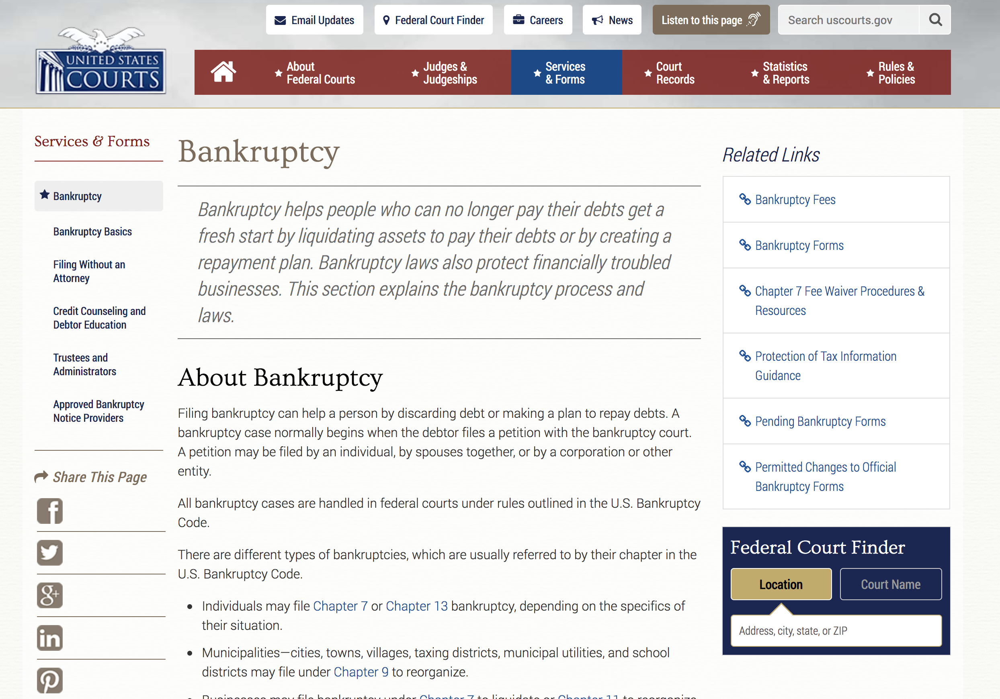 Email Updates
Federal Court Finder
Careers
News
Listen to this page
Search uscourts.gov
UNITED STATES
COURTS
About
Federal Courts
Judges &
Judgeships
Services
& Forms
Court
Records
Statistics
& Reports
Rules &
Policies
Services & Forms
Bankruptcy
Bankruptcy Basics
Filing Without an
Attorney
Credit Counseling and
Debtor Education
Trustees and
Administrators
Approved Bankruptcy
Notice Providers
Share This Page
Bankruptcy
Bankruptcy helps people who can no longer pay their debts get a
fresh start by liquidating assets to pay their debts or by creating a
repayment plan. Bankruptcy laws also protect financially troubled
businesses. This section explains the bankruptcy process and
laws.
About Bankruptcy
Filing bankruptcy can help a person by discarding debt or making a plan to repay debts. A
bankruptcy case normally begins when the debtor files a petition with the bankruptcy court.
A petition may be filed by an individual, by spouses together, or by a corporation or other
entity.
All bankruptcy cases are handled in federal courts under rules outlined in the U.S. Bankruptcy
Code.
There are different types of bankruptcies, which are usually referred to by their chapter in the
U.S. Bankruptcy Code.
• Individuals may file Chapter 7 or Chapter 13 bankruptcy, depending on the specifics of
their situation.
• Municipalities—cities, towns, villages, taxing districts, municipal utilities, and school
districts may file under Chapter 9 to reorganize.
• Businesses may file bankruptcy under Chapter 7 to liquidate or Chapter 11 to reorganize.
Related Links
Bankruptcy Fees
Bankruptcy Forms
Chapter 7 Fee Waiver Procedures &
Resources
Protection of Tax Information
Guidance
Pending Bankruptcy Forms
Permitted Changes to Official
Bankruptcy Forms
Federal Court Finder
Location
Court Name
Address, city, state, or ZIP